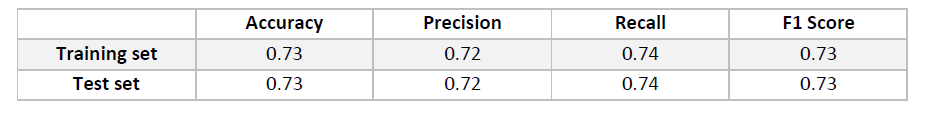 Accuracy Precision Recall F1 Score
Training set 0.73 0.72 0.74 0.73
Test set 0.73 0.72 0.74 0.73